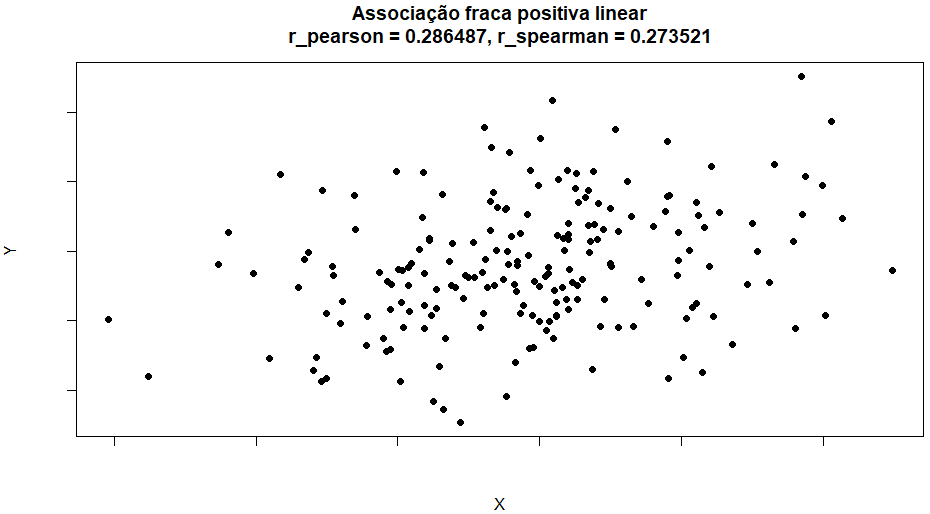 Associação fraca positiva linear
r_pearson = 0.286487, r_spearman = 0.273521
Y
X